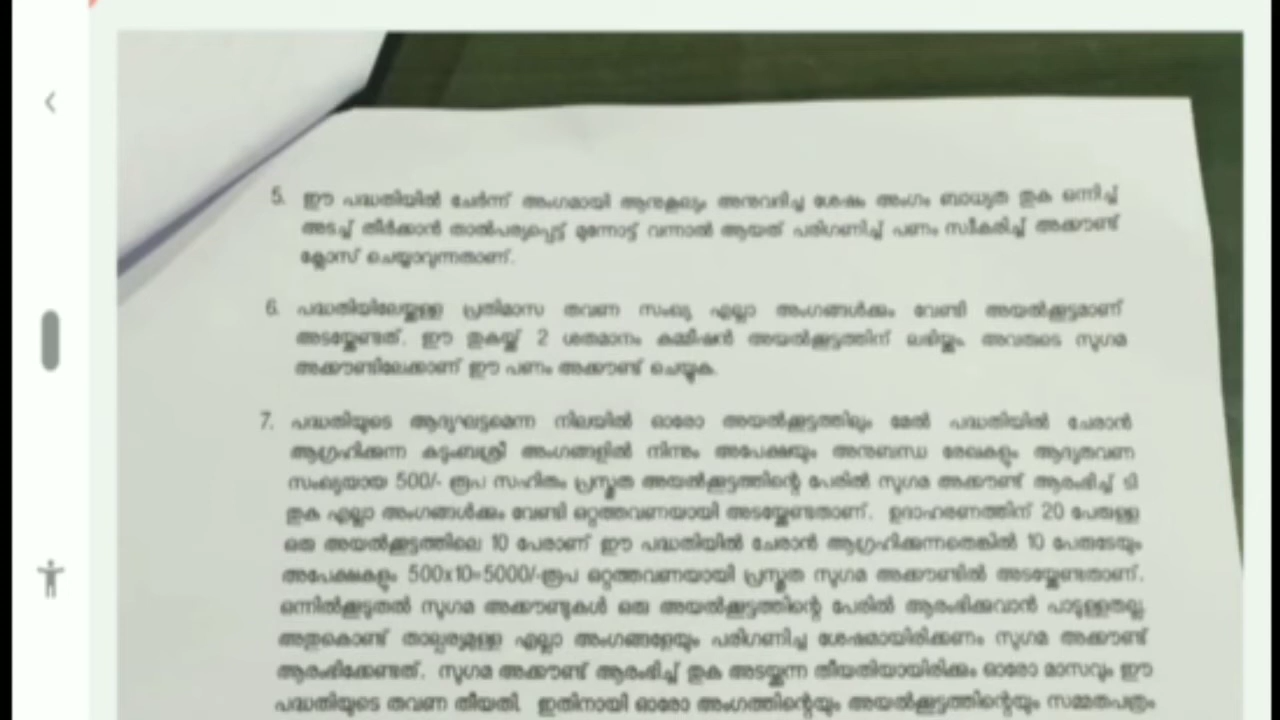 5. ഈ പദ്ധതിയിൽ ചേർന്ന് അംഗമായി ആനുകൂല്യം അനുവദിച്ച ശേഷം അംഗം ബാധ്യത തുക ഒന്നിച്ച്
അടച്ച് തീർക്കാൻ താൽപര്യപ്പെട്ട് മുന്നോട്ട് വന്നാൽ ആയത് പരിഗണിച്ച് പണം സ്വീകരിച്ച് അക്കൗണ്ട്
ക്ലോസ് ചെയ്യാവുന്നതാണ്.
6. പദ്ധതിയിലേയ്ക്കുള്ള പ്രതിമാസ തവണ സംഖ്യ എല്ലാ അംഗങ്ങൾക്കും വേണ്ടി അയൽക്കൂട്ടമാണ്
അടയ്ക്കേണ്ടത്. ഈ തുകയ്ക്ക് 2 ശതമാനം കമ്മീഷൻ അയൽക്കൂട്ടത്തിന് ലഭിയ്ക്കും. അവരുടെ സുഗമ
അക്കൗണ്ടിലേക്കാണ് ഈ പണം അക്കൗണ്ട് ചെയ്യുക.
7. പദ്ധതിയുടെ ആദ്യഘട്ടമെന്ന നിലയിൽ ഓരോ അയൽക്കൂട്ടത്തിലും മേൽ പദ്ധതിയിൽ ചേരാൻ
ആഗ്രഹിക്കുന്ന കുടുംബശ്രീ അംഗങ്ങളിൽ നിന്നും അപേക്ഷയും അനുബന്ധ രേഖകളും ആദ്യതവണ
സംഖ്യയായ 500/- രൂപ സഹിതം പ്രസ്തുത അയൽക്കൂട്ടത്തിന്റെ പേരിൽ സുഗമ അക്കൗണ്ട് ആരംഭിച്ച് ടി
തുക എല്ലാ അംഗങ്ങൾക്കും വേണ്ടി ഒറ്റത്തവണയായി അടയ്ക്കേണ്ടതാണ്. ഉദാഹരണത്തിന് 20 പേരുള്ള
ഒരു അയൽക്കൂട്ടത്തിലെ 10 പേരാണ് ഈ പദ്ധതിയിൽ ചേരാൻ ആഗ്രഹിക്കുന്നതെങ്കിൽ 10 പേരുടേയും
അപേക്ഷകളും 500x10=5000/-രൂപ ഒറ്റത്തവണയായി പ്രസ്തുത സുഗമ അക്കൗണ്ടിൽ അടയ്ക്കേണ്ടതാണ്.
ഒന്നിൽക്കൂടുതൽ സുഗമ അക്കൗണ്ടുകൾ ഒരു അയൽക്കൂട്ടത്തിന്റെ പേരിൽ ആരംഭിക്കുവാൻ പാടുള്ളതല്ല.
അതുകൊണ്ട് താല്പര്യമുള്ള എല്ലാ അംഗങ്ങളേയും പരിഗണിച്ച ശേഷമായിരിക്കണം സുഗമ അക്കൗണ്ട്
ആരംഭിക്കേണ്ടത്. സുഗമ അക്കൗണ്ട് ആരംഭിച്ച് തുക അടയ്ക്കുന്ന തീയതിയായിരിക്കും ഓരോ മാസവും ഈ
പദ്ധതിയുടെ തവണ തീയതി. ഇതിനായി ഓരോ അംഗത്തിന്റെയും അയൽക്കൂട്ടത്തിന്റെയും സമ്മതപത്രം